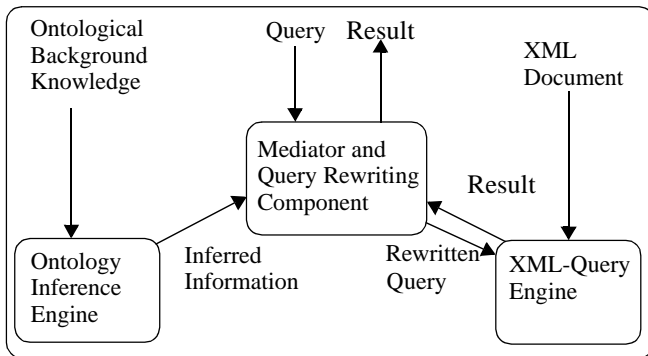 Ontological
Background
Knowledge
Query
Result
XML
Document
Mediator and
Query Rewriting
Component
Result
Inferred
Information
Rewritten
Query
Ontology
Inference
Engine
XML-Query
Engine